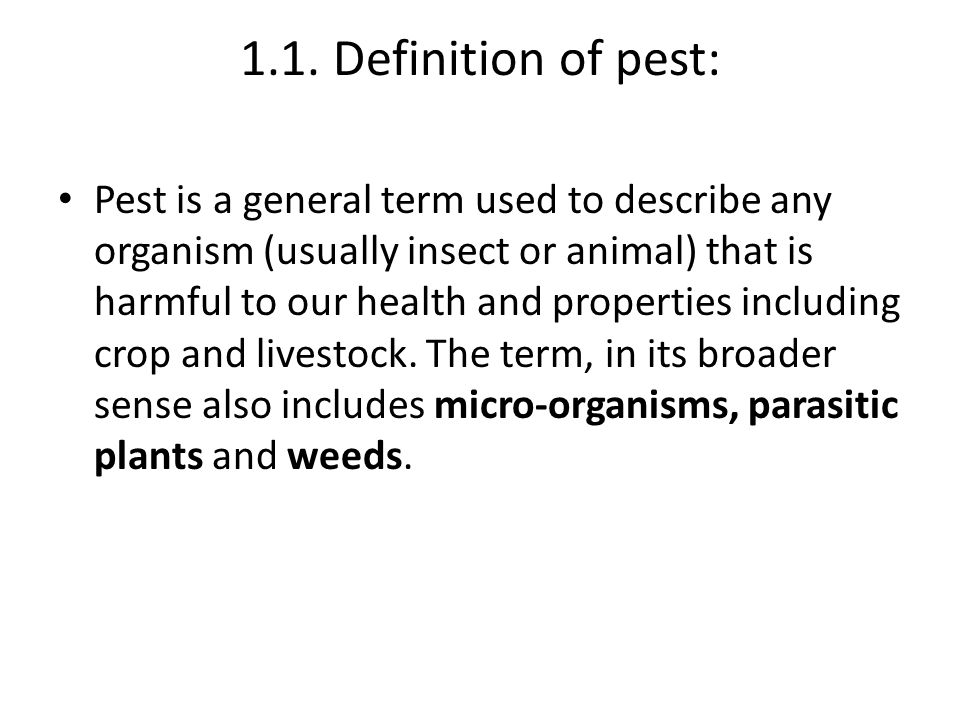 1.1. Definition of pest:
• Pest is a general term used to describe any
organism (usually insect or animal) that is
harmful to our health and properties including
crop and livestock. The term, in its broader
sense also includes micro-organisms, parasitic
plants and weeds.